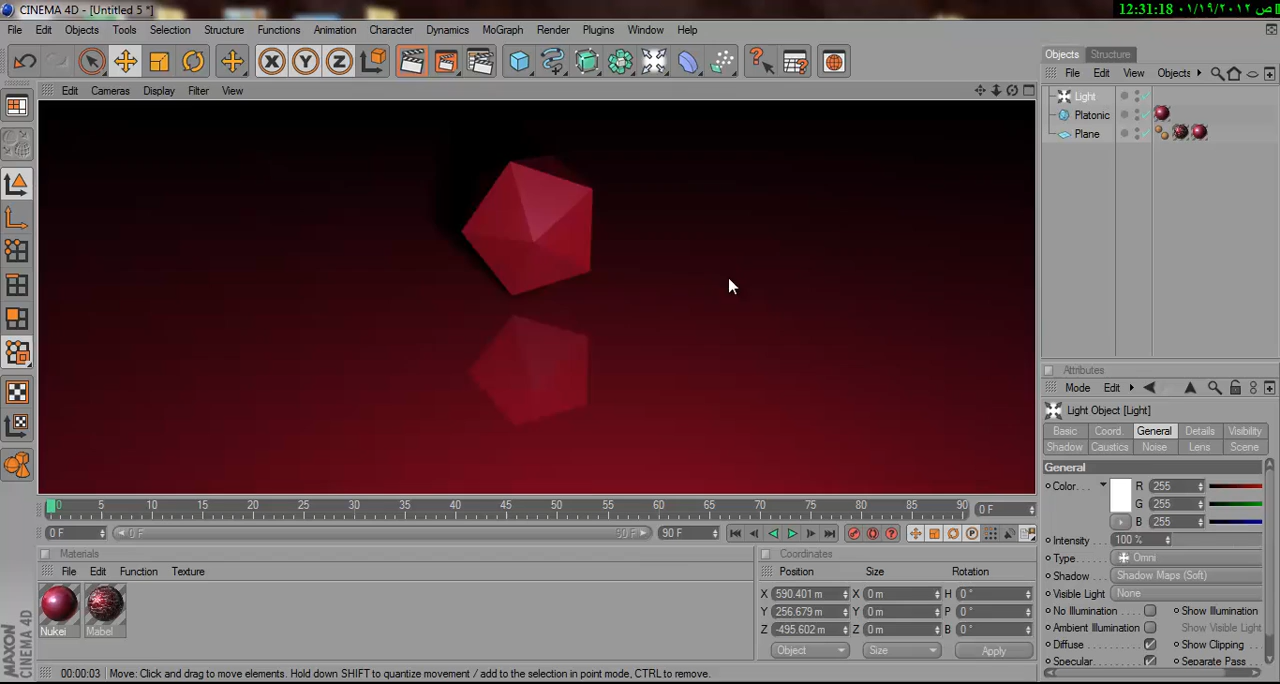 CINEMA 4D - [Untitled 5 *]
12:31:18 ص ٠١/١٩/٢٠١٢
File Edit Objects Tools Selection Structure Functions Animation Character Dynamics MoGraph Render Plugins Window Help
X Y Z
Objects Structure
File Edit View Objects
Edit Cameras Display Filter View
Light
Platonic
Plane
Attributes
Mode Edit
Light Object [Light]
Basic Coord. General Details Visibility
Shadow Caustics Noise Lens Scene
General
Color. . . R 255
G 255
B 255
Intensity 100 %
Type Omni
Shadow Shadow Maps (Soft)
Visible Light None
No Illumination Show Illumination
Ambient Illumination Show Visible Light
Diffuse Show Clipping
Specular. Separate Pass
0 5 10 15 20 25 30 35 40 45 50 55 60 65 70 75 80 85 90 0 F
0 F 0 F 90 F
Materials
File Edit Function Texture
Nukei Mabel
Coordinates
Position Size Rotation
X 590.401 m X 0 m H 0 °
Y 256.679 m Y 0 m P 0 °
Z -495.602 m Z 0 m B 0 °
Object Size Apply
MAXON
CINEMA 4D
00:00:03 Move: Click and drag to move elements. Hold down SHIFT to quantize movement / add to the selection in point mode, CTRL to remove.